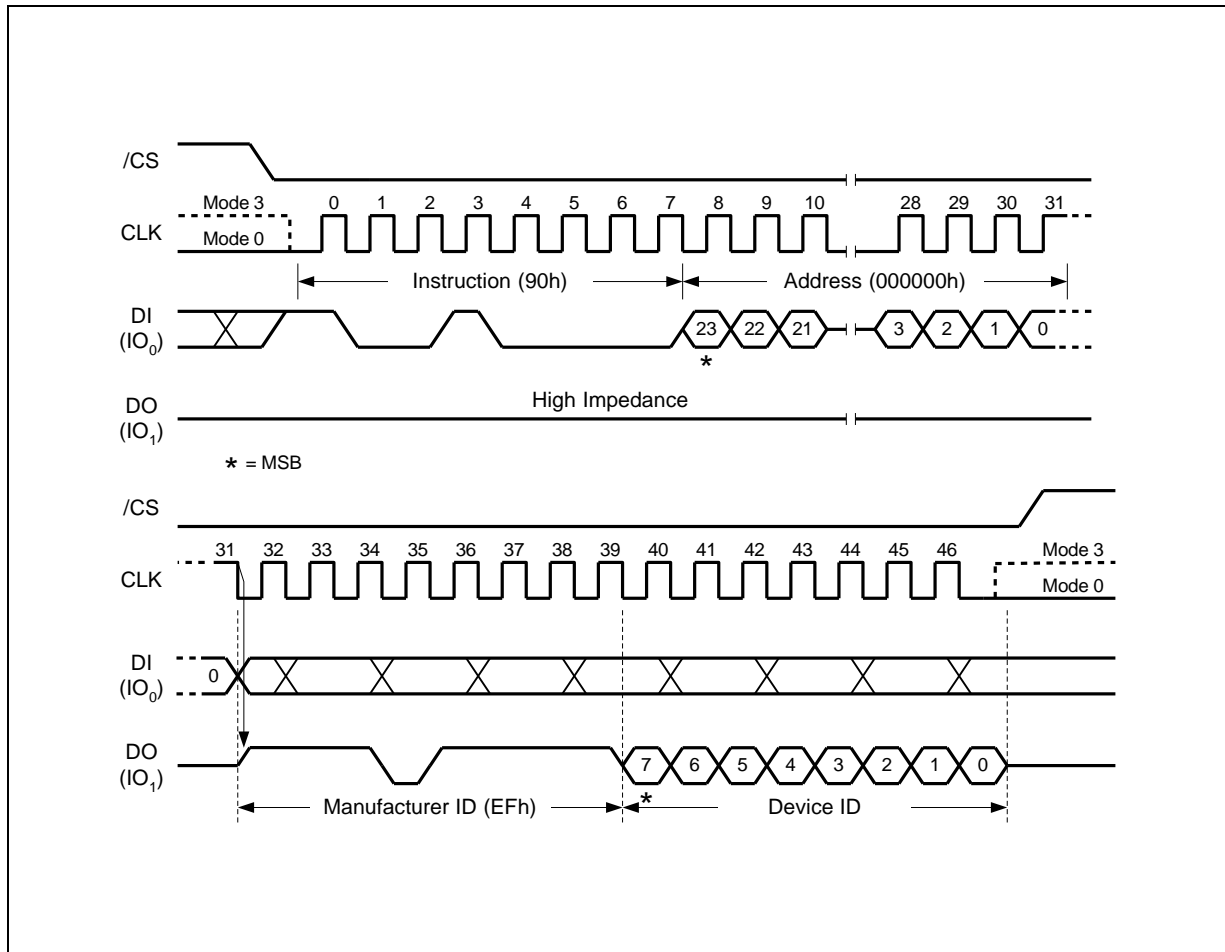 /CS
Mode 3 0 1 2 3 4 5 6 7 8 9 10 28 29 30 31
CLK
Mode 0
Instruction (90h) Address (000000h)
DI
(IO0) 23 22 21 3 2 1 0
*
High Impedance
DO
(IO1)
* = MSB
/CS
31 32 33 34 35 36 37 38 39 40 41 42 43 44 45 46 Mode 3
CLK
Mode 0
DI
(IO0) 0
DO
(IO1) 7 6 5 4 3 2 1 0
*
Manufacturer ID (EFh) Device ID